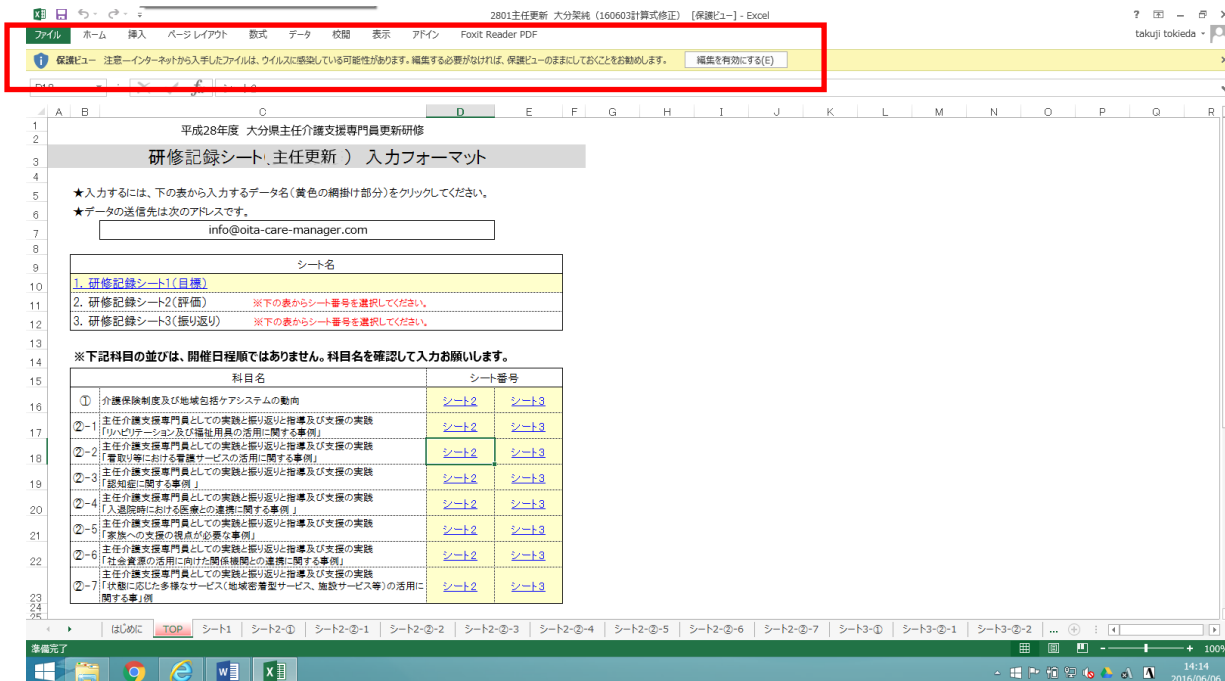 2801主任更新 大分架純（160603計算式修正） [保護ビュー] - Excel
ファイル ホーム 挿入 ページ レイアウト 数式 データ 校閲 表示 アドイン Foxit Reader PDF takuji tokieda
保護ビュー 注意—インターネットから入手したファイルは、ウイルスに感染している可能性があります。編集する必要がなければ、保護ビューのままにしておくことをお勧めします。 編集を有効にする(E)
A B C D E F G H I J K L M N O P Q R
1 平成28年度 大分県主任介護支援専門員更新研修
2
3 研修記録シート（主任更新 ） 入力フォーマット
4
5 ★入力するには、下の表から入力するデータ名（黄色の網掛け部分）をクリックしてください。
6 ★データの送信先は次のアドレスです。
7 info@oita-care-manager.com
8
9 シート名
10 1. 研修記録シート1（目標）
11 2. 研修記録シート2（評価） ※下の表からシート番号を選択してください。
12 3. 研修記録シート3（振り返り） ※下の表からシート番号を選択してください。
13
14 ※下記科目の並びは、開催日程順ではありません。科目名を確認して入力お願いします。
15 科目名 シート番号
16 ① 介護保険制度及び地域包括ケアシステムの動向 シート2 シート3
主任介護支援専門員としての実践と振り返りと指導及び支援の実践
17 ②-1 「リハビリテーション及び福祉用具の活用に関する事例」 シート2 シート3
主任介護支援専門員としての実践と振り返りと指導及び支援の実践
18 ②-2 「看取り等における看護サービスの活用に関する事例」 シート2 シート3
主任介護支援専門員としての実践と振り返りと指導及び支援の実践
19 ②-3 「認知症に関する事例 」 シート2 シート3
主任介護支援専門員としての実践と振り返りと指導及び支援の実践
20 ②-4 「入退院時における医療との連携に関する事例 」 シート2 シート3
主任介護支援専門員としての実践と振り返りと指導及び支援の実践
21 ②-5 「家族への支援の視点が必要な事例」 シート2 シート3
主任介護支援専門員としての実践と振り返りと指導及び支援の実践
22 ②-6 「社会資源の活用に向けた関係機関との連携に関する事例」 シート2 シート3
主任介護支援専門員としての実践と振り返りと指導及び支援の実践
②-7 「状態に応じた多様なサービス（地域密着型サービス、施設サービス等）の活用に シート2 シート3
23 関する事」例
24
25
はじめに TOP シート1 シート2-① シート2-②-1 シート2-②-2 シート2-②-3 シート2-②-4 シート2-②-5 シート2-②-6 シート2-②-7 シート3-① シート3-②-1 シート3-②-2 ...
準備完了 100%
14:14
2016/06/06